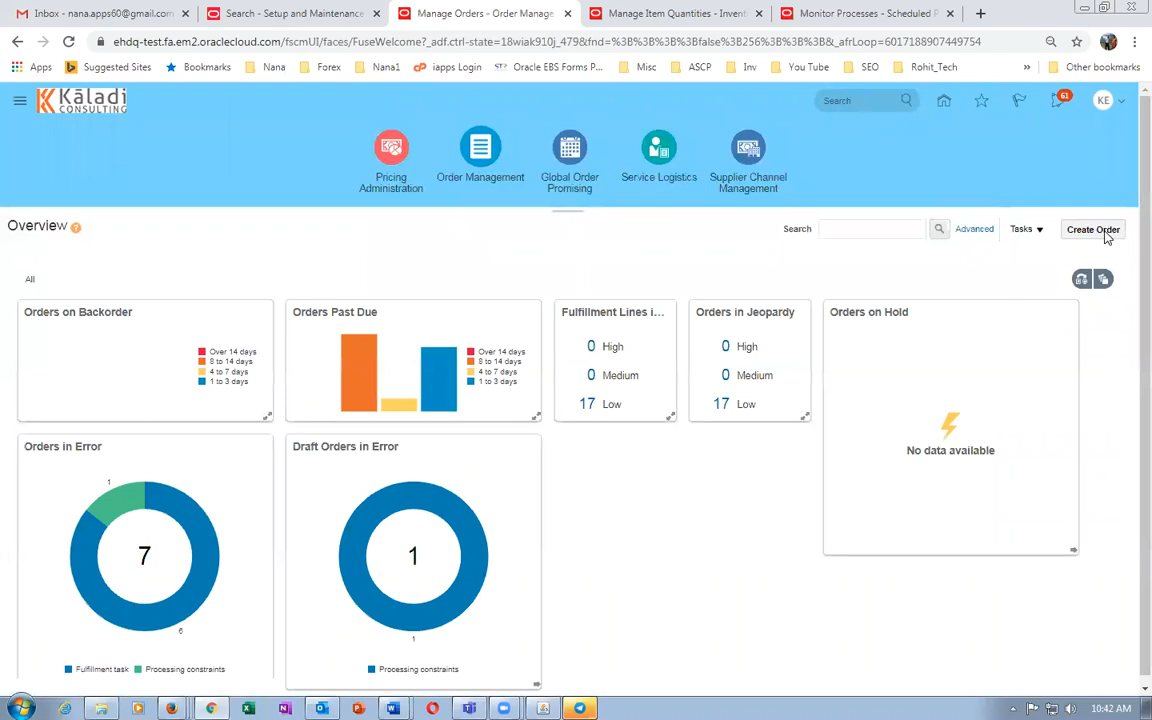 Inbox - nana.apps60@gmail.com
Search - Setup and Maintenance
Manage Orders - Order Manage
Manage Item Quantities - Invent
Monitor Processes - Scheduled P
ehdq-test.fa.em2.oraclecloud.com/fscmUI/faces/FuseWelcome?_adf.ctrl-state=18wiak910j_479&fnd=%3B%3B%3B%3Bfalse%3B256%3B%3B%3B&_afrLoop=6017188907449754
Apps
Suggested Sites
Bookmarks
Nana
Forex
Nana1
iapps Login
Oracle EBS Forms P...
Misc
ASCP
Inv
You Tube
SEO
Rohit_Tech
»
Other bookmarks
Kaladi
CONSULTING
Search
61
KE
Pricing
Administration
Order Management
Global Order
Promising
Service Logistics
Supplier Channel
Management
Overview ?
Search
Advanced
Tasks
Create Order
All
Orders on Backorder
Over 14 days
8 to 14 days
4 to 7 days
1 to 3 days
Orders Past Due
Over 14 days
8 to 14 days
4 to 7 days
1 to 3 days
Fulfillment Lines i...
0 High
0 Medium
17 Low
Orders in Jeopardy
0 High
0 Medium
17 Low
Orders on Hold
No data available
Orders in Error
1
7
6
Fulfillment task
Processing constraints
Draft Orders in Error
1
1
Processing constraints
10:42 AM